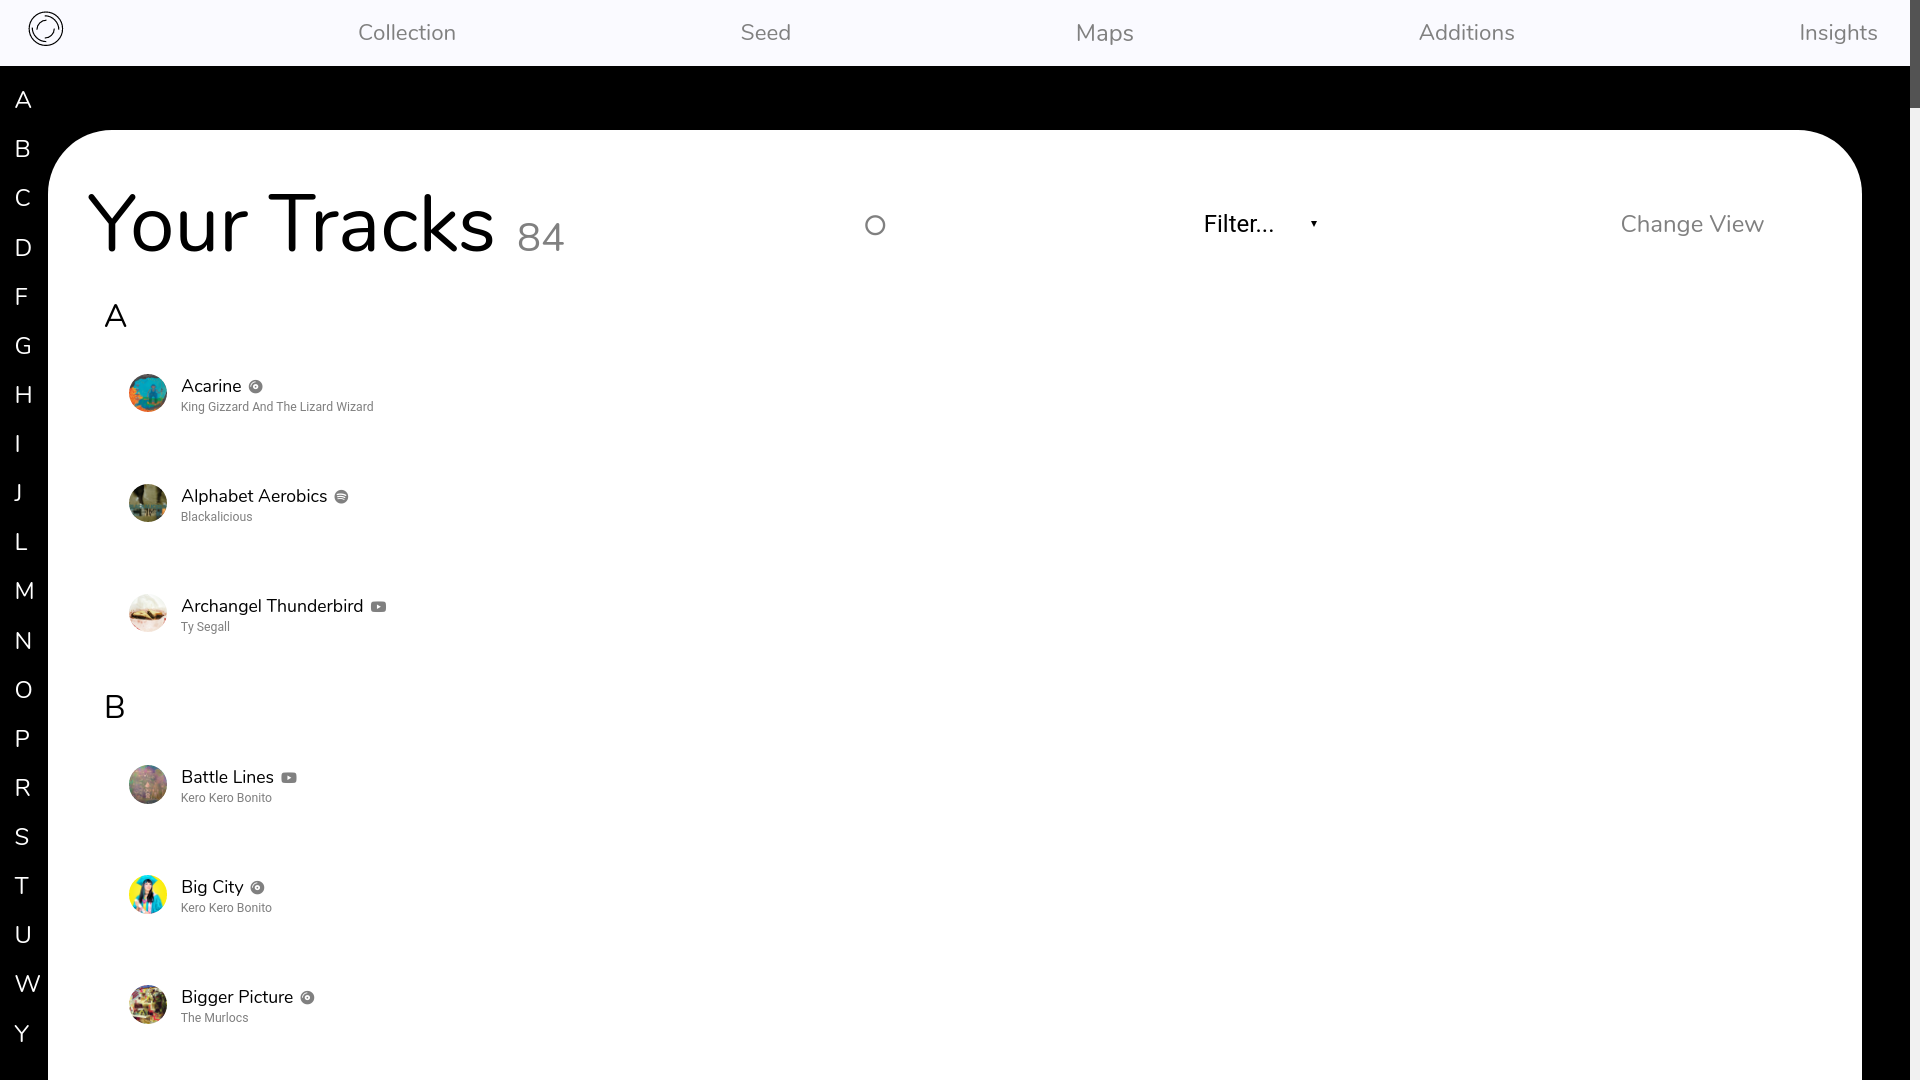 Collection
Seed
Maps
Additions
Insights
A
B
C
D
F
G
H
I
J
L
M
N
O
P
R
S
T
U
W
Y
Your Tracks 84
Filter...
Change View
A
Acarine
King Gizzard And The Lizard Wizard
Alphabet Aerobics
Blackalicious
Archangel Thunderbird
Ty Segall
B
Battle Lines
Kero Kero Bonito
Big City
Kero Kero Bonito
Bigger Picture
The Murlocs